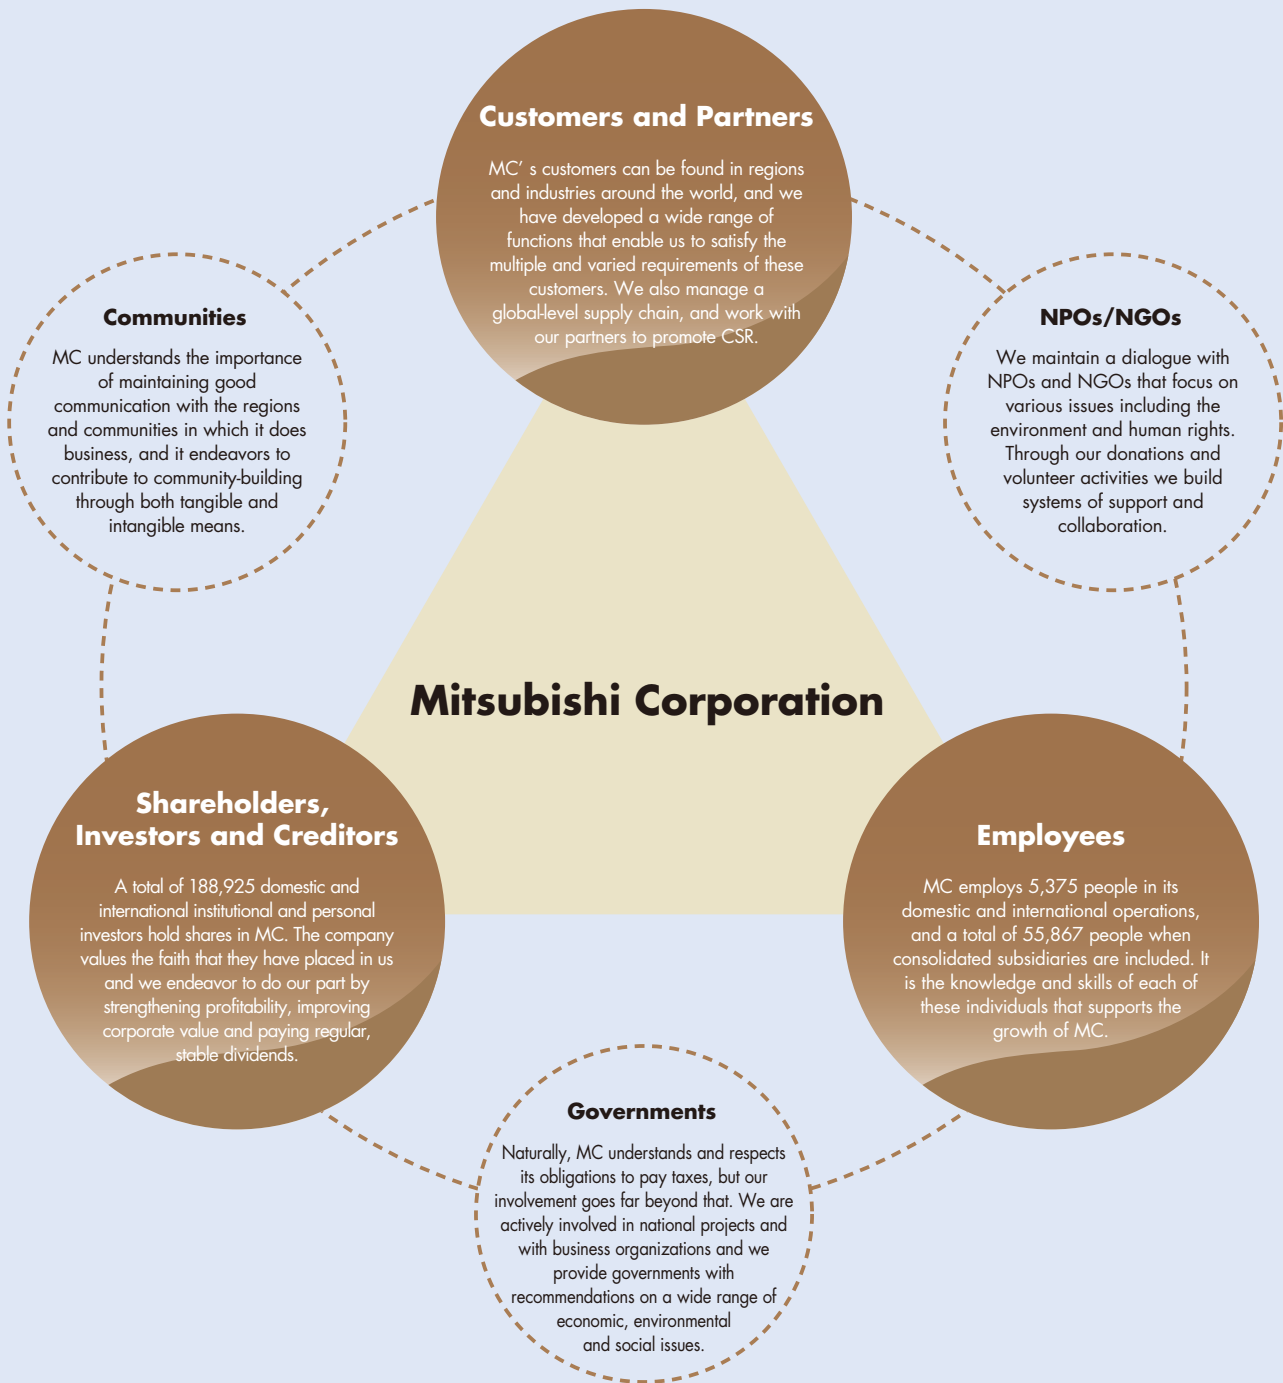 Customers and Partners
MC’ s customers can be found in regions
and industries around the world, and we
have developed a wide range of
functions that enable us to satisfy the
multiple and varied requirements of these
customers. We also manage a
global-level supply chain, and work with
our partners to promote CSR.
Communities
MC understands the importance
of maintaining good
communication with the regions
and communities in which it does
business, and it endeavors to
contribute to community-building
through both tangible and
intangible means.
NPOs/NGOs
We maintain a dialogue with
NPOs and NGOs that focus on
various issues including the
environment and human rights.
Through our donations and
volunteer activities we build
systems of support and
collaboration.
Mitsubishi Corporation
Shareholders,
Investors and Creditors
A total of 188,925 domestic and
international institutional and personal
investors hold shares in MC. The company
values the faith that they have placed in us
and we endeavor to do our part by
strengthening profitability, improving
corporate value and paying regular,
stable dividends.
Employees
MC employs 5,375 people in its
domestic and international operations,
and a total of 55,867 people when
consolidated subsidiaries are included. It
is the knowledge and skills of each of
these individuals that supports the
growth of MC.
Governments
Naturally, MC understands and respects
its obligations to pay taxes, but our
involvement goes far beyond that. We are
actively involved in national projects and
with business organizations and we
provide governments with
recommendations on a wide range of
economic, environmental
and social issues.